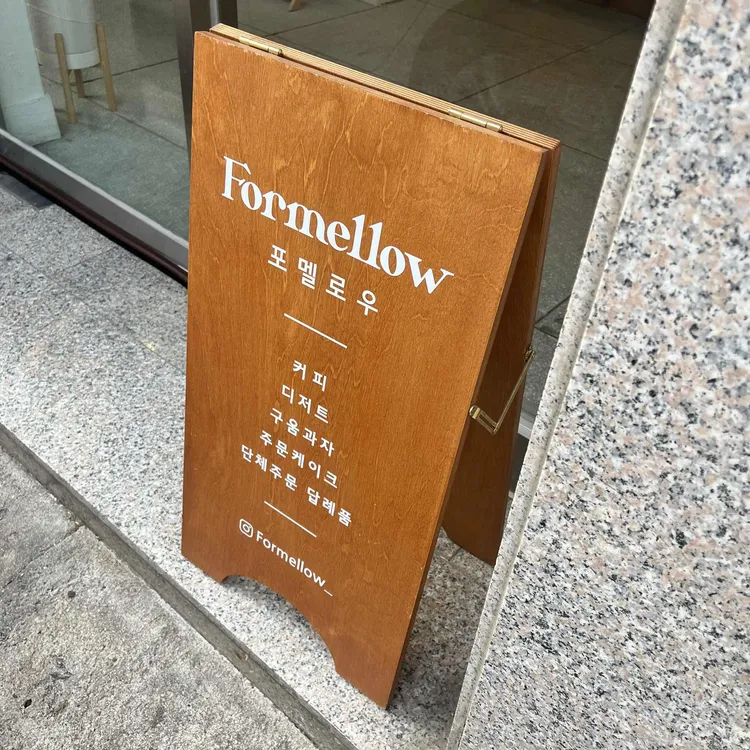 Formellow
포멜로우
커피
디저트
구움과자
주문케이크
단체주문 답례품
Formellow_